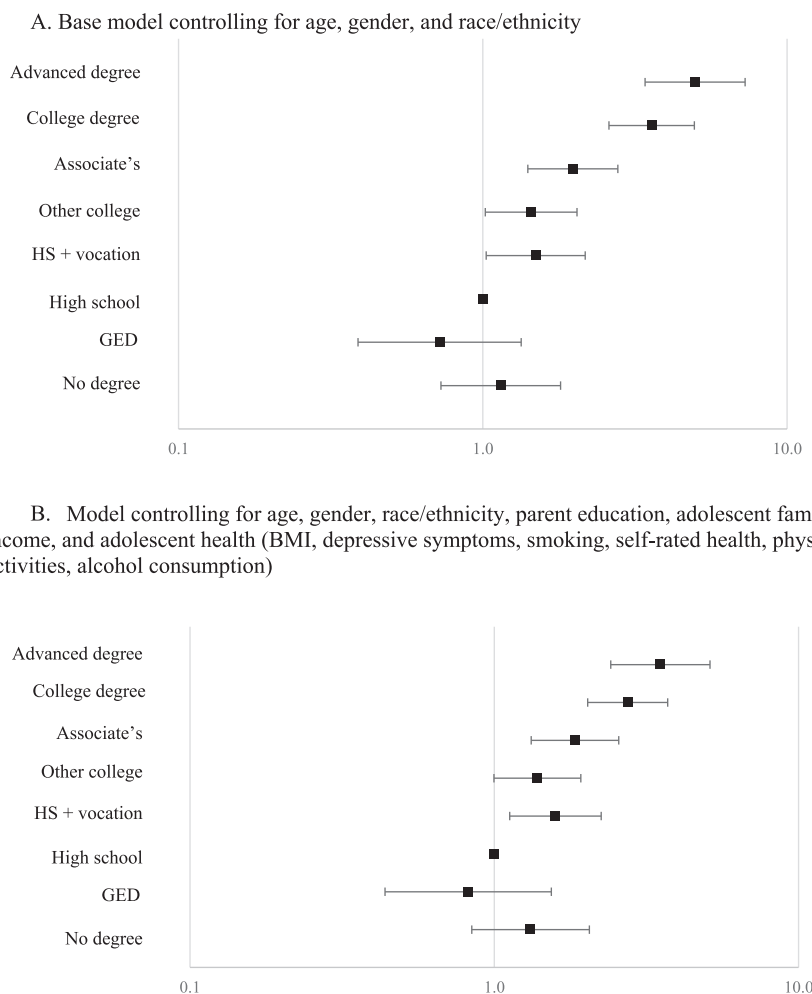 A. Base model controlling for age, gender, and race/ethnicity
Advanced degree
College degree
Associate’s
Other college
HS + vocation
High school
GED
No degree
0.1 1.0 10.0
B. Model controlling for age, gender, race/ethnicity, parent education, adolescent fam
ncome, and adolescent health (BMI, depressive symptoms, smoking, self-rated health, phys
ctivities, alcohol consumption)
Advanced degree
College degree
Associate’s
Other college
HS + vocation
High school
GED
No degree
0.1 1.0 10.0